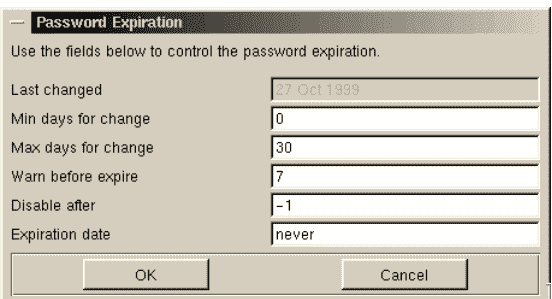 Password Expiration
Use the fields below to control the password expiration.
Last changed 27 Oct 1999
Min days for change 0
Max days for change 30
Warn before expire 7
Disable after -1
Expiration date never
OK Cancel